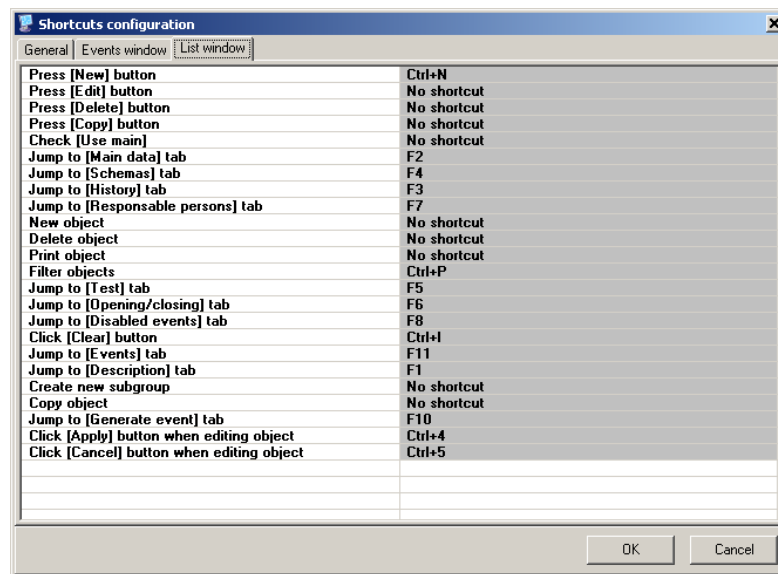 Shortcuts configuration
General Events window List window
Press [New] button Ctrl+N
Press [Edit] button No shortcut
Press [Delete] button No shortcut
Press [Copy] button No shortcut
Check [Use main] No shortcut
Jump to [Main data] tab F2
Jump to [Schemas] tab F4
Jump to [History] tab F3
Jump to [Responsable persons] tab F7
New object No shortcut
Delete object No shortcut
Print object No shortcut
Filter objects Ctrl+P
Jump to [Test] tab F5
Jump to [Opening/closing] tab F6
Jump to [Disabled events] tab F8
Click [Clear] button Ctrl+I
Jump to [Events] tab F11
Jump to [Description] tab F1
Create new subgroup No shortcut
Copy object No shortcut
Jump to [Generate event] tab F10
Click [Apply] button when editing object Ctrl+4
Click [Cancel] button when editing object Ctrl+5
OK Cancel